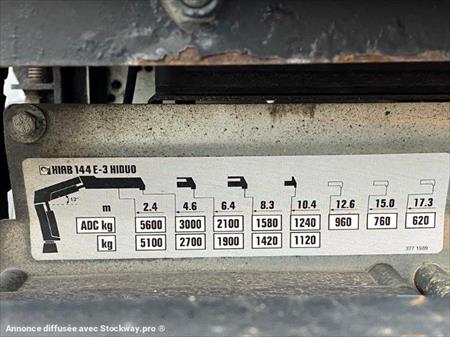 HIAB 144 E-3 HIDUO
12°
m 2.4 4.6 6.4 8.3 10.4 12.6 15.0 17.3
ADC kg 5600 3000 2100 1580 1240 960 760 620
kg 5100 2700 1900 1420 1120
377 1989
Annonce diffusée avec Stockway.pro ®